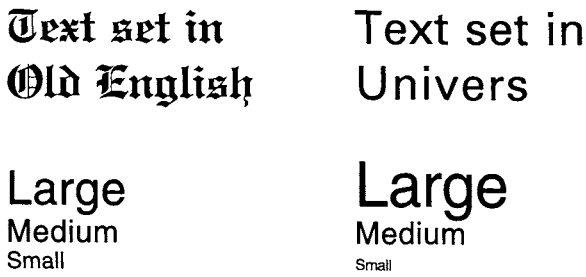 Text set in
Old English
Text set in
Univers
Large
Medium
Small
Large
Medium
Small